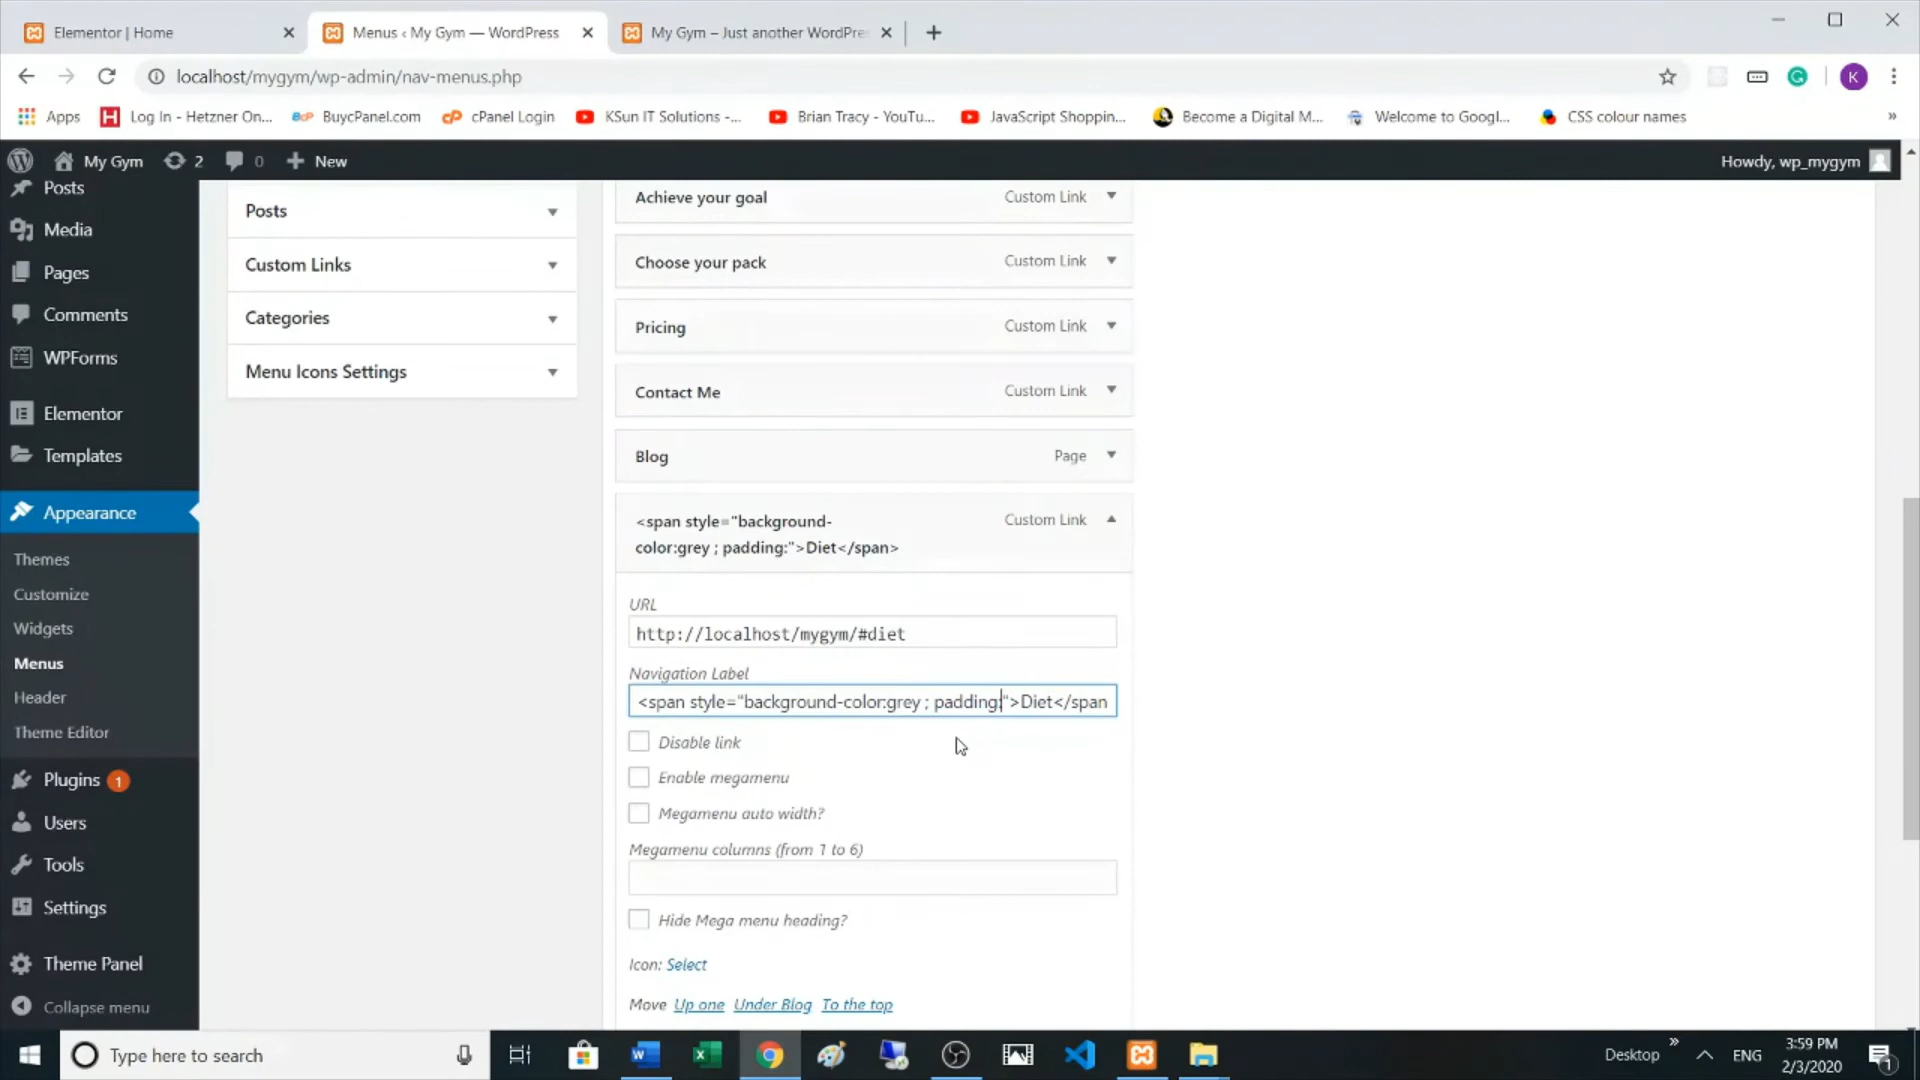 Elementor | Home
Menus ‹ My Gym — WordPress
My Gym – Just another WordPre
localhost/mygym/wp-admin/nav-menus.php
K
Apps
Log In - Hetzner On...
BuycPanel.com
cPanel Login
KSun IT Solutions -...
Brian Tracy - YouTu...
JavaScript Shoppin...
Become a Digital M...
Welcome to Googl...
CSS colour names
»
My Gym
2
0
New
Howdy, wp_mygym
Posts
Media
Pages
Comments
WPForms
Elementor
Templates
Appearance
Themes
Customize
Widgets
Menus
Header
Theme Editor
Plugins 1
Users
Tools
Settings
Theme Panel
Collapse menu
Posts
Custom Links
Categories
Menu Icons Settings
Achieve your goal Custom Link
Choose your pack Custom Link
Pricing Custom Link
Contact Me Custom Link
Blog Page
<span style="background- Custom Link
color:grey ; padding:">Diet</span>
URL
http://localhost/mygym/#diet
Navigation Label
<span style="background-color:grey ; padding:">Diet</span
Disable link
Enable megamenu
Megamenu auto width?
Megamenu columns (from 1 to 6)
Hide Mega menu heading?
Icon: Select
Move Up one Under Blog To the top
Type here to search
Desktop
»
ENG
3:59 PM
2/3/2020
1